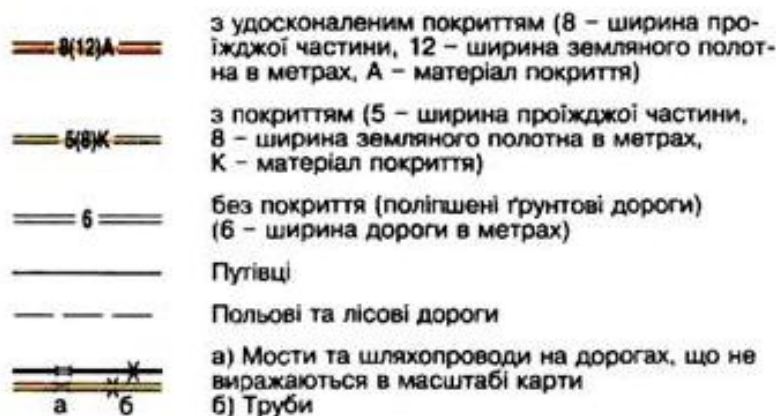 8(12)А
з удосконаленим покриттям (8 – ширина про-
їжджої частини, 12 – ширина земляного полот-
на в метрах, А – матеріал покриття)
5(8)К
з покриттям (5 – ширина проїжджої частини,
8 – ширина земляного полотна в метрах,
К – матеріал покриття)
6
без покриття (поліпшені ґрунтові дороги)
(6 – ширина дороги в метрах)
Путівці
Польові та лісові дороги
а) Мости та шляхопроводи на дорогах, що не
виражаються в масштабі карти
б) Труби
а б